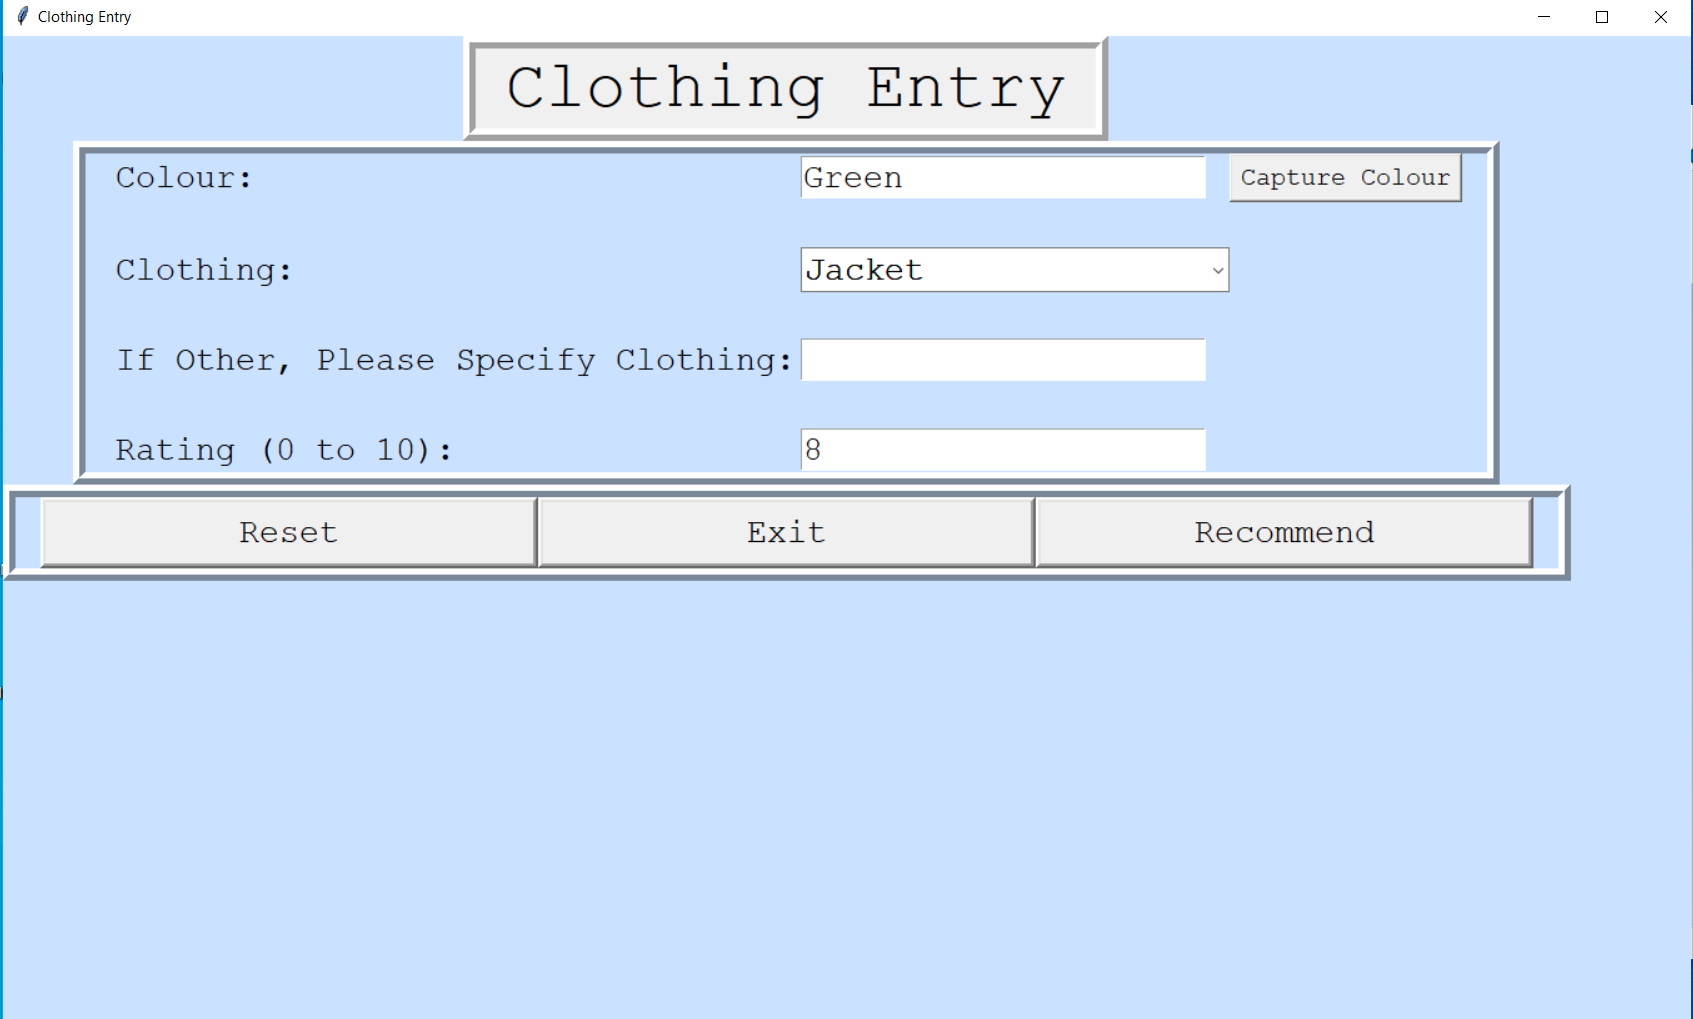 Clothing Entry
Clothing Entry
Colour: Green Capture Colour
Clothing: Jacket
If Other, Please Specify Clothing:
Rating (0 to 10): 8
Reset Exit Recommend